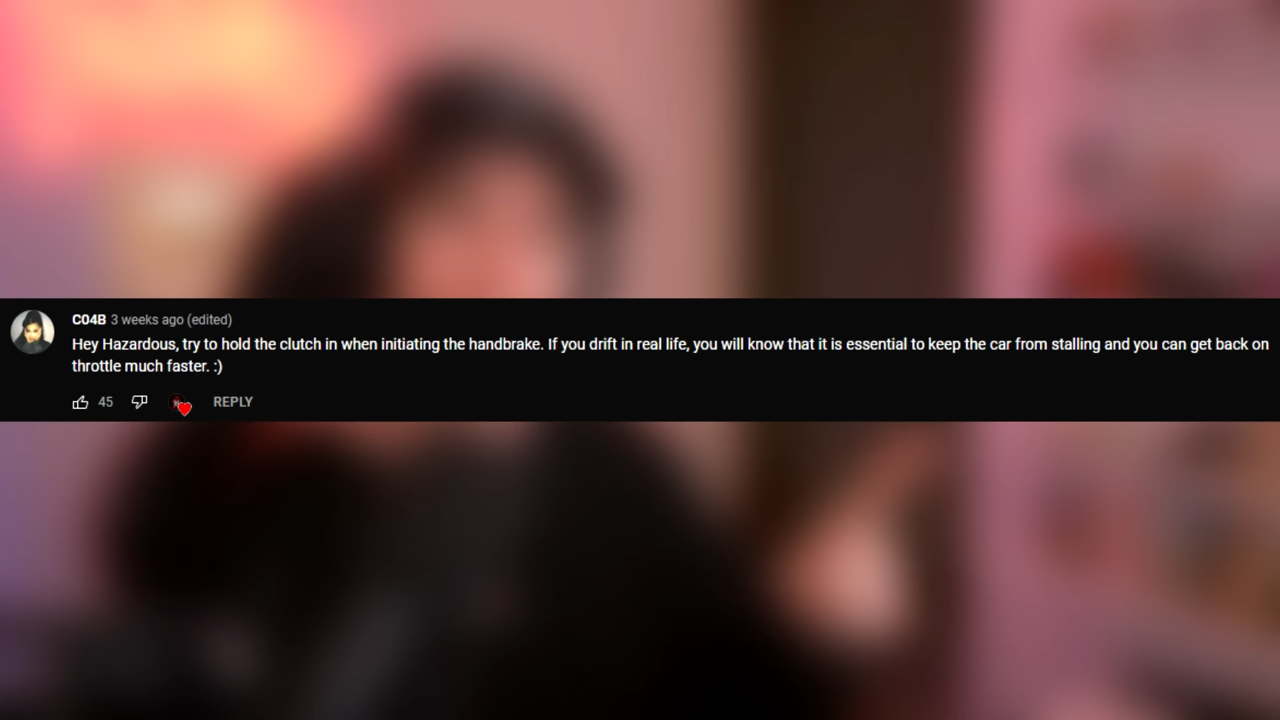 C04B 3 weeks ago (edited)
Hey Hazardous, try to hold the clutch in when initiating the handbrake. If you drift in real life, you will know that it is essential to keep the car from stalling and you can get back on
throttle much faster. :)
45 REPLY